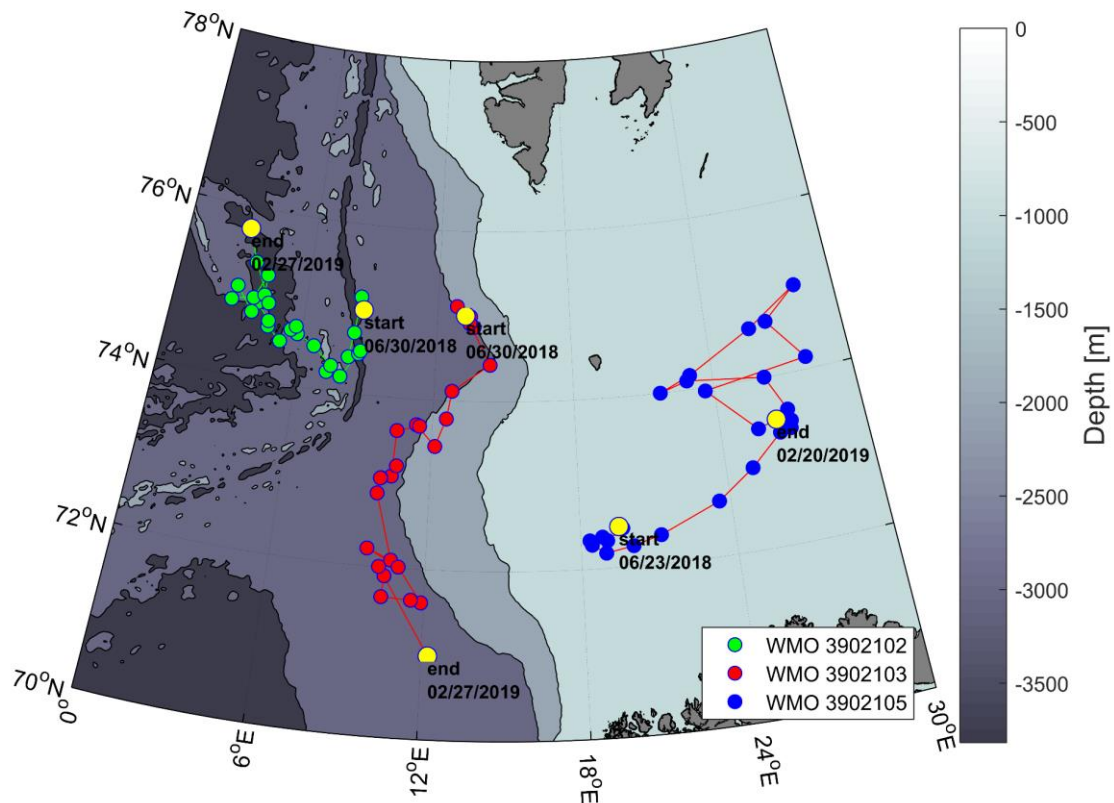 78°N
76°N
74°N
72°N
70°N
0°
6°E
12°E
18°E
24°E
30°E
end
02/27/2019
start
06/30/2018
start
06/30/2018
end
02/20/2019
start
06/23/2018
end
02/27/2019
WMO 3902102
WMO 3902103
WMO 3902105
0
-500
-1000
-1500
-2000
-2500
-3000
-3500
Depth [m]